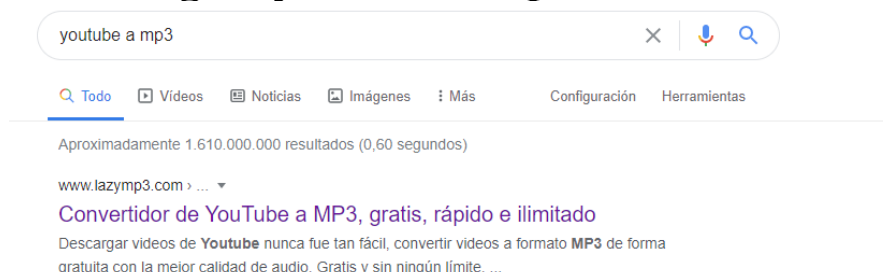 youtube a mp3
Todo Vídeos Noticias Imágenes Más Configuración Herramientas
Aproximadamente 1.610.000.000 resultados (0,60 segundos)
www.lazymp3.com › ...
Convertidor de YouTube a MP3, gratis, rápido e ilimitado
Descargar videos de Youtube nunca fue tan fácil, convertir videos a formato MP3 de forma
gratuita con la mejor calidad de audio. Gratis y sin ningún límite. ...